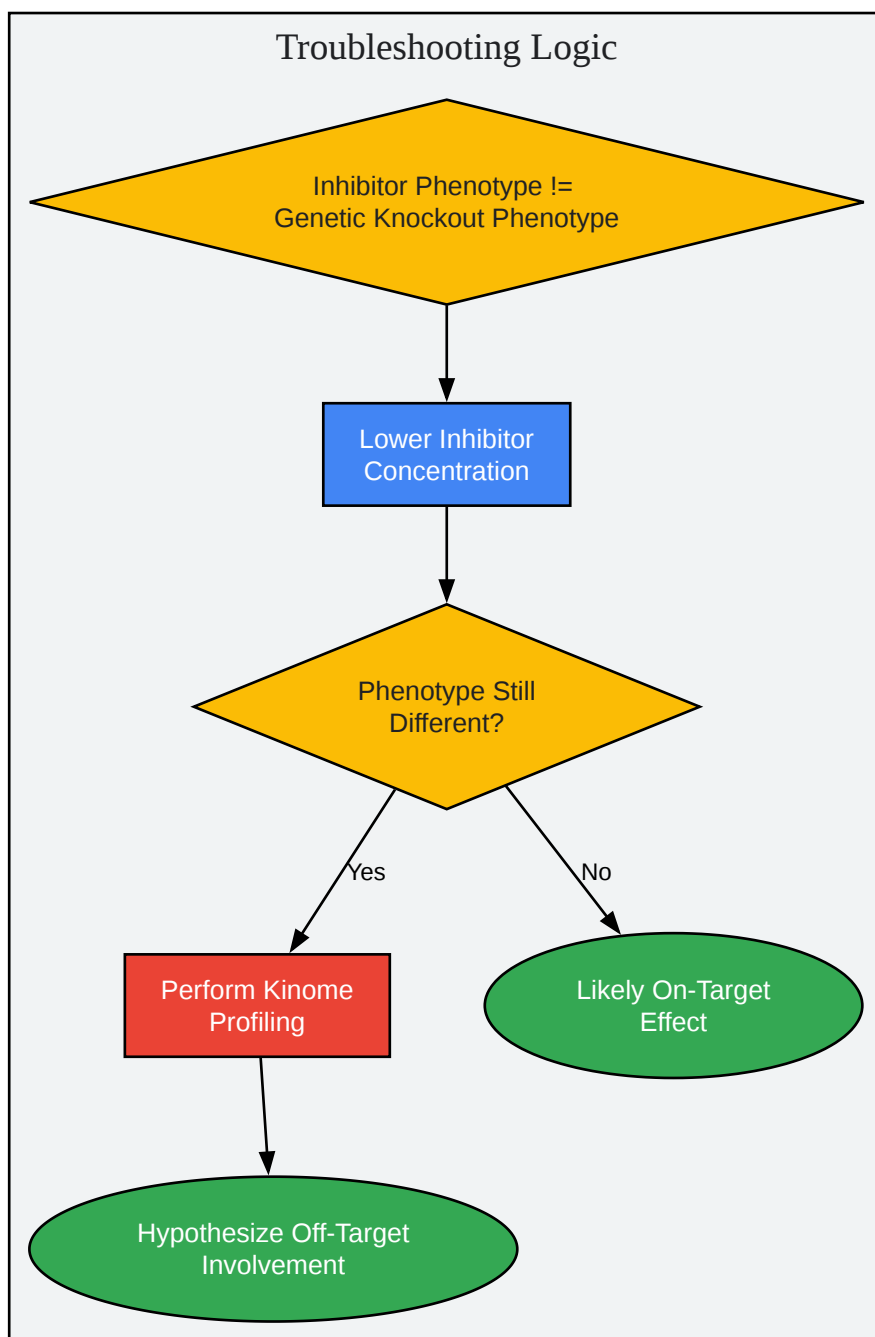 Troubleshooting Logic
Inhibitor Phenotype !=
Genetic Knockout Phenotype
Lower Inhibitor
Concentration
Phenotype Still
Different?
Yes
No
Perform Kinome
Profiling
Likely On-Target
Effect
Hypothesize Off-Target
Involvement